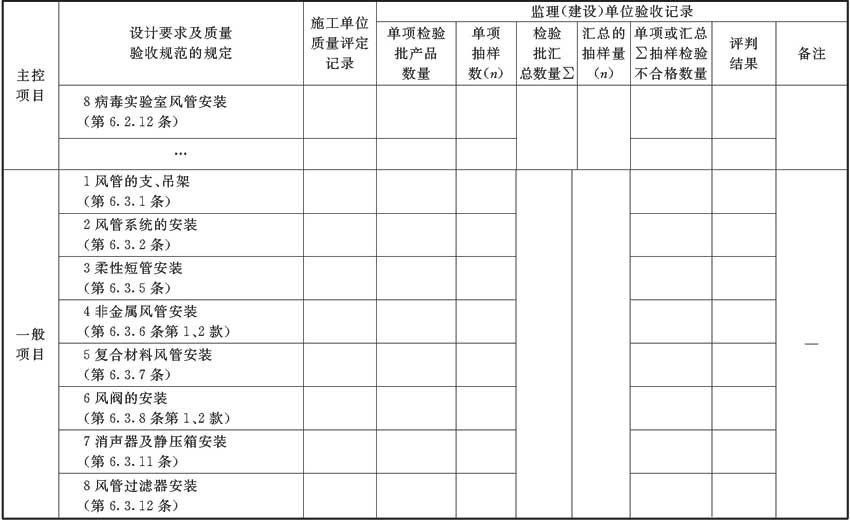 主控
项目
设计要求及质量
验收规范的规定
施工单位
质量评定
记录
监理(建设)单位验收记录
单项检验
批产品
数量
单项
抽样
数(n)
检验
批汇
总数量∑
汇总的
抽样量
(n)
单项或汇总
∑抽样检验
不合格数量
评判
结果
备注
8 病毒实验室风管安装
(第 6.2.12 条)
…
一般
项目
1 风管的支、吊架
(第 6.3.1 条)
2 风管系统的安装
(第 6.3.2 条)
3 柔性短管安装
(第 6.3.5 条)
4 非金属风管安装
(第 6.3.6 条第 1、2 款)
5 复合材料风管安装
(第 6.3.7 条)
6 风阀的安装
(第 6.3.8 条第 1、2 款)
7 消声器及静压箱安装
(第 6.3.11 条)
8 风管过滤器安装
(第 6.3.12 条)
—